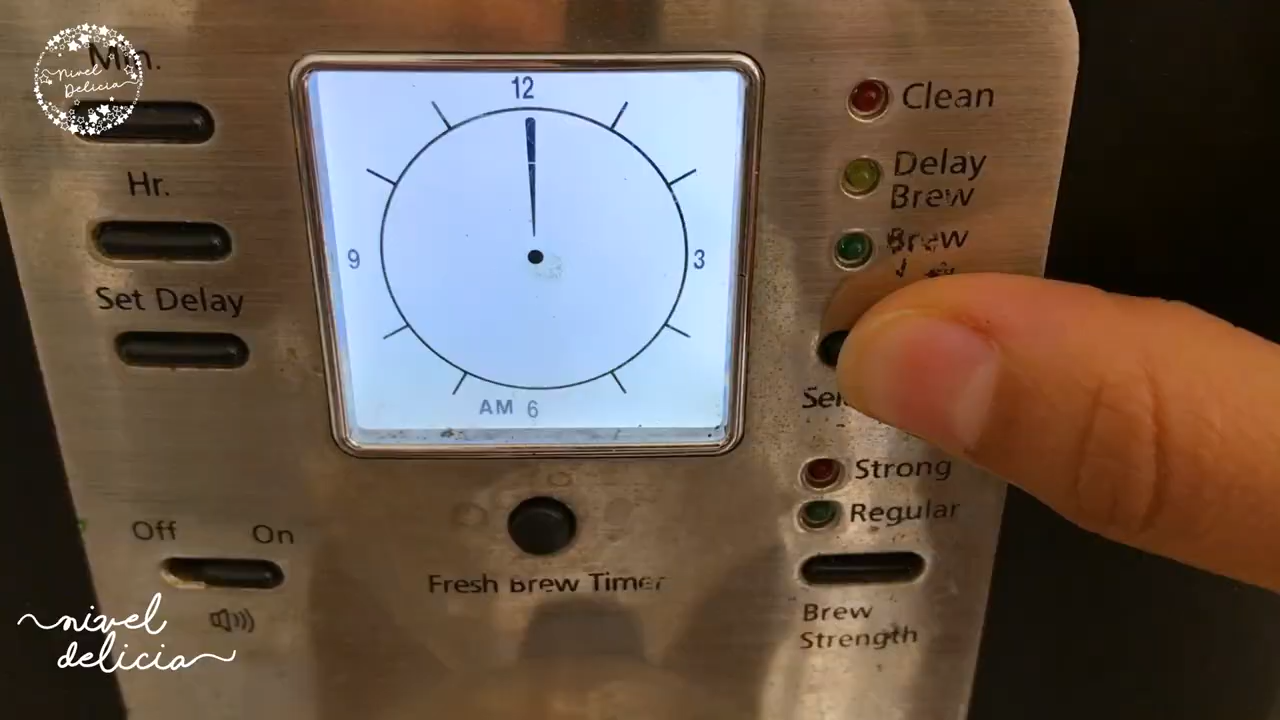 Min.
Nivel
Delicia
Hr.
Set Delay
Off On
nivel
delicia
12
9
3
AM 6
Fresh Brew Timer
Clean
Delay
Brew
Brew
Strong
Regular
Brew
Strength